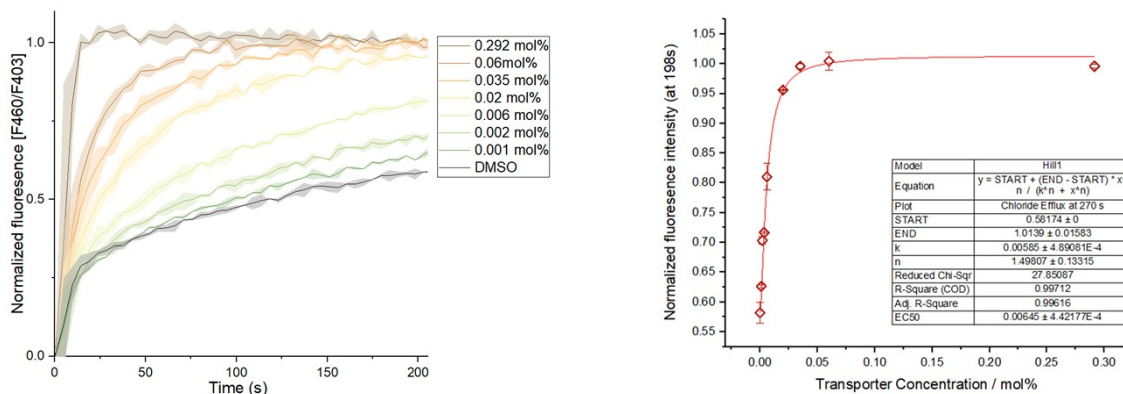 Normalized fluorescence [F460/F403]
1.0
0.5
0.0
0
50
100
150
200
Time (s)
0.292 mol%
0.06mol%
0.035 mol%
0.02 mol%
0.006 mol%
0.002 mol%
0.001 mol%
DMSO
Normalized fluoresence intensity (at 198s)
1.05
1.00
0.95
0.90
0.85
0.80
0.75
0.70
0.65
0.60
0.55
0.00
0.05
0.10
0.15
0.20
0.25
0.30
Transporter Concentration / mol%
Model Hill1
Equation y = START + (END - START) * x^
n / (k^n + x^n)
Plot Chloride Efflux at 270 s
START 0.58174 ± 0
END 1.0139 ± 0.01583
k 0.00585 ± 4.89081E-4
n 1.49807 ± 0.13315
Reduced Chi-Sqr 27.85087
R-Square (COD) 0.99712
Adj. R-Square 0.99616
EC50 0.00645 ± 4.42177E-4